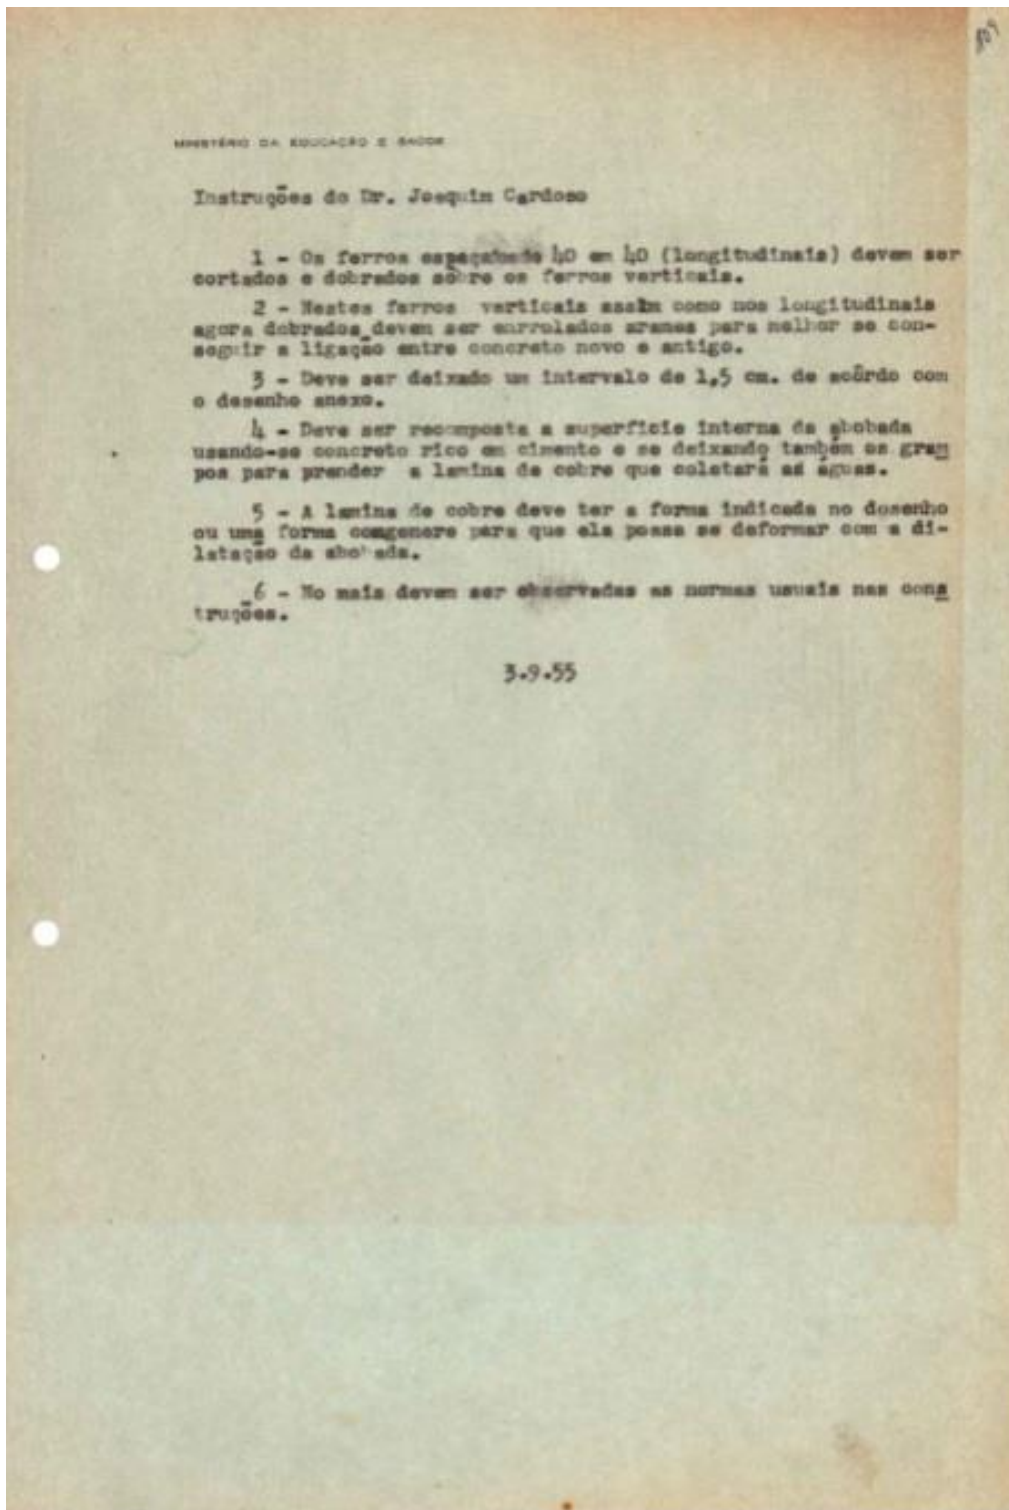 809
MINISTÉRIO DA EDUCAÇÃO E SAÚDE
Instruções do Dr. Joaquim Cardoso
1 - Os ferros espaçados 40 em 40 (longitudinais) devem ser
cortados e dobrados sôbre os ferros verticais.
2 - Nestes ferros verticais assim como nos longitudinais
agora dobrados devem ser enrolados arames para melhor se con-
seguir a ligação entre concreto novo e antigo.
3 - Deve ser deixado um intervalo de 1,5 cm. de acôrdo com
o desenho anexo.
4 - Deve ser recomposta a superfície interna da abobada
usando-se concreto rico em cimento e se deixando também os gram
pos para prender a lamina de cobre que coletará as águas.
5 - A lamina de cobre deve ter a forma indicada no desenho
ou uma forma congenere para que ela possa se deformar com a di-
latação da abobada.
6 - No mais devem ser observadas as normas usuais nas cons
truções.
3.9.55